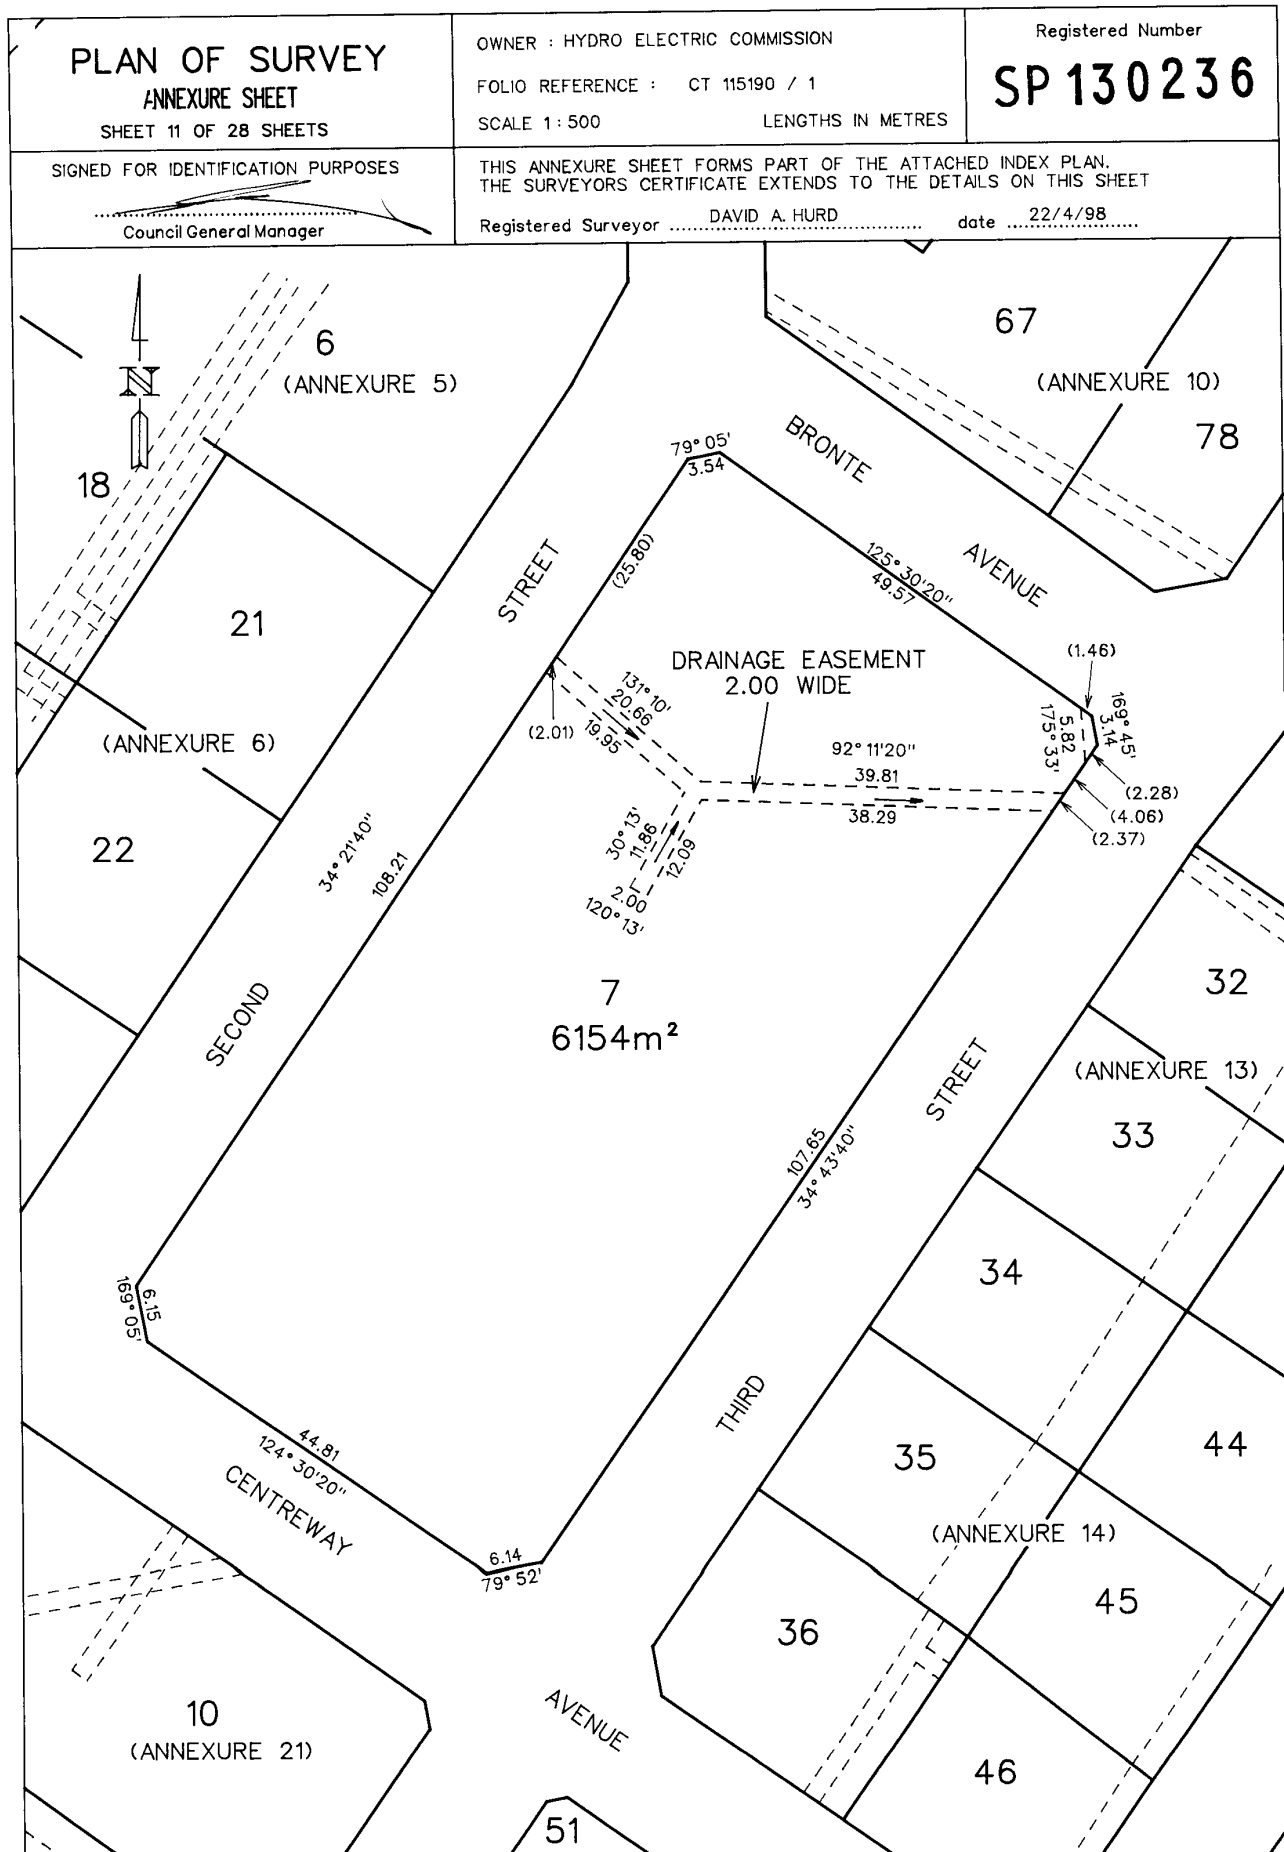 PLAN OF SURVEY
ANNEXURE SHEET
SHEET 11 OF 28 SHEETS
OWNER : HYDRO ELECTRIC COMMISSION
FOLIO REFERENCE : CT 115190 / 1
SCALE 1 : 500 LENGTHS IN METRES
Registered Number
SP 130236
SIGNED FOR IDENTIFICATION PURPOSES
Council General Manager
THIS ANNEXURE SHEET FORMS PART OF THE ATTACHED INDEX PLAN.
THE SURVEYORS CERTIFICATE EXTENDS TO THE DETAILS ON THIS SHEET
Registered Surveyor DAVID A. HURD date 22/4/98
N
6
(ANNEXURE 5)
67
(ANNEXURE 10)
78
18
21
(ANNEXURE 6)
22
BRONTE
AVENUE
79° 05'
3.54
(25.80)
125° 30'20"
49.57
STREET
DRAINAGE EASEMENT
2.00 WIDE
(1.46)
169° 45'
3.14
5.82
175° 33'
131° 10'
20.66
19.95
(2.01)
92° 11'20"
39.81
38.29
(2.28)
(4.06)
(2.37)
30° 13'
11.86
12.09
2.00
120° 13'
34° 21'40"
108.21
7
6154m²
SECOND
32
(ANNEXURE 13)
33
STREET
107.65
34° 43'40"
34
THIRD
35
44
(ANNEXURE 14)
45
36
46
169° 05'
6.15
44.81
124° 30'20"
CENTREWAY
6.14
79° 52'
AVENUE
10
(ANNEXURE 21)
51